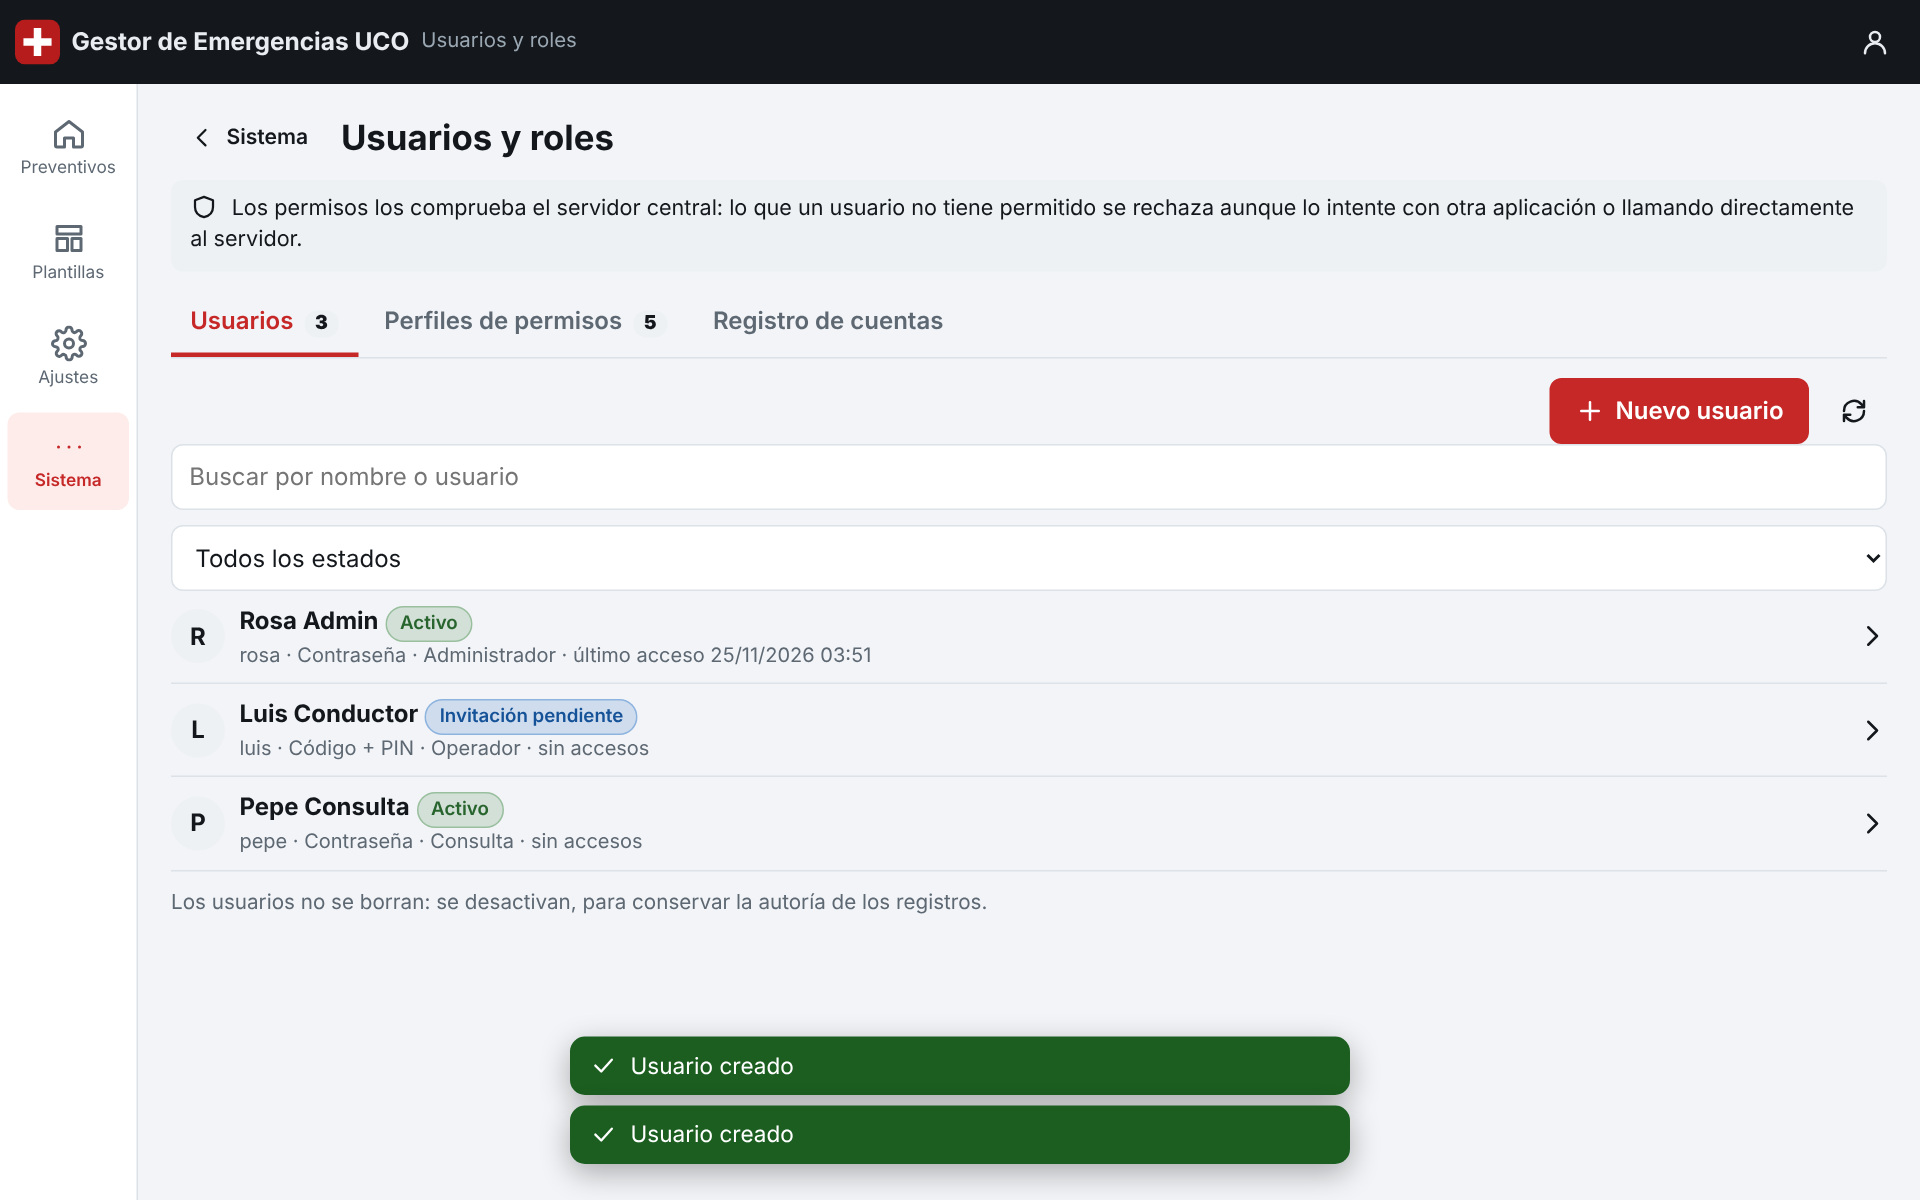 Gestor de Emergencias UCO Usuarios y roles
Preventivos
Plantillas
Ajustes
Sistema
Sistema Usuarios y roles
Los permisos los comprueba el servidor central: lo que un usuario no tiene permitido se rechaza aunque lo intente con otra aplicación o llamando directamente
al servidor.
Usuarios 3 Perfiles de permisos 5 Registro de cuentas
Nuevo usuario
Buscar por nombre o usuario
Todos los estados
R Rosa Admin Activo
rosa · Contraseña · Administrador · último acceso 25/11/2026 03:51
L Luis Conductor Invitación pendiente
luis · Código + PIN · Operador · sin accesos
P Pepe Consulta Activo
pepe · Contraseña · Consulta · sin accesos
Los usuarios no se borran: se desactivan, para conservar la autoría de los registros.
Usuario creado
Usuario creado